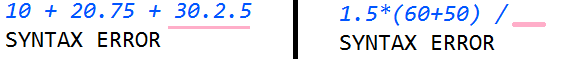 10 + 20.75 + 30.2.5
SYNTAX ERROR
1.5*(60+50) /
SYNTAX ERROR